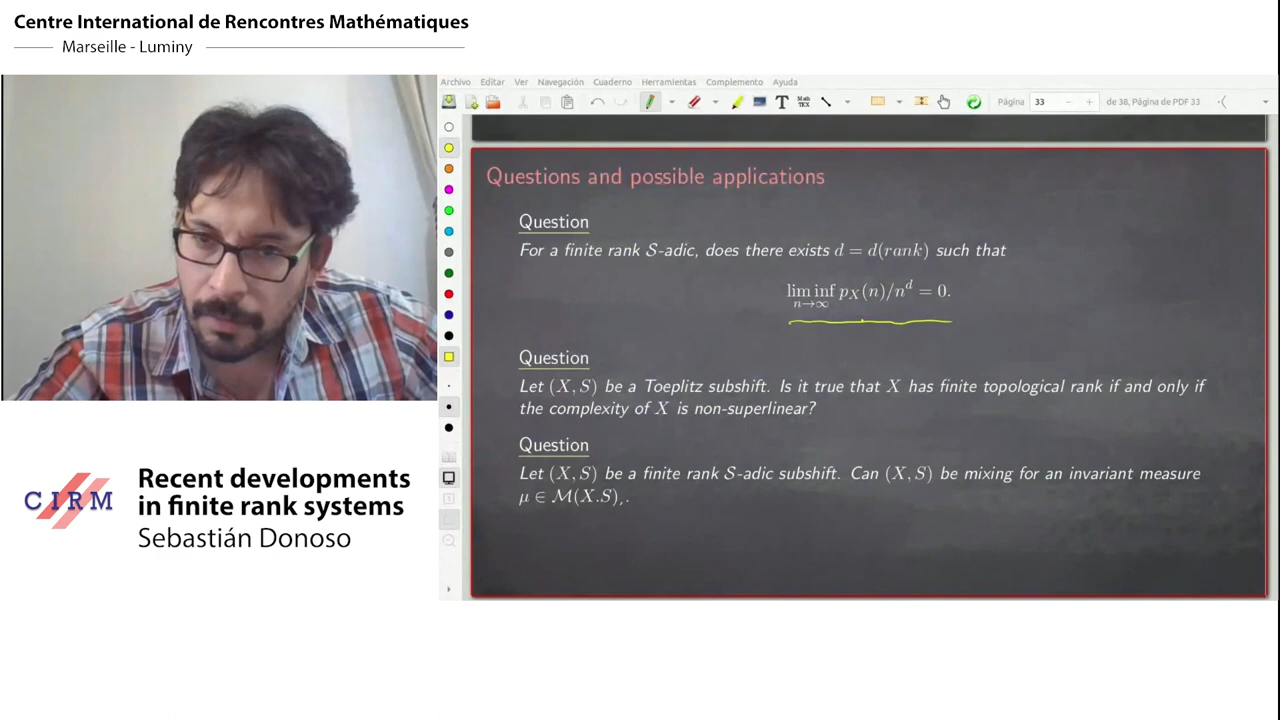 Centre International de Rencontres Mathématiques
Marseille - Luminy
Archivo Editar Ver Navegación Cuaderno Herramientas Complemento Ayuda
T Math TEX Página 33 de 38, Página de PDF 33
Questions and possible applications
Question
For a finite rank S-adic, does there exists d = d(rank) such that
lim inf p_X(n)/n^d = 0.
n→∞
Question
Let (X, S) be a Toeplitz subshift. Is it true that X has finite topological rank if and only if
the complexity of X is non-superlinear?
Question
Let (X, S) be a finite rank S-adic subshift. Can (X, S) be mixing for an invariant measure
μ ∈ M(X.S),.
CIRM
Recent developments
in finite rank systems
Sebastián Donoso